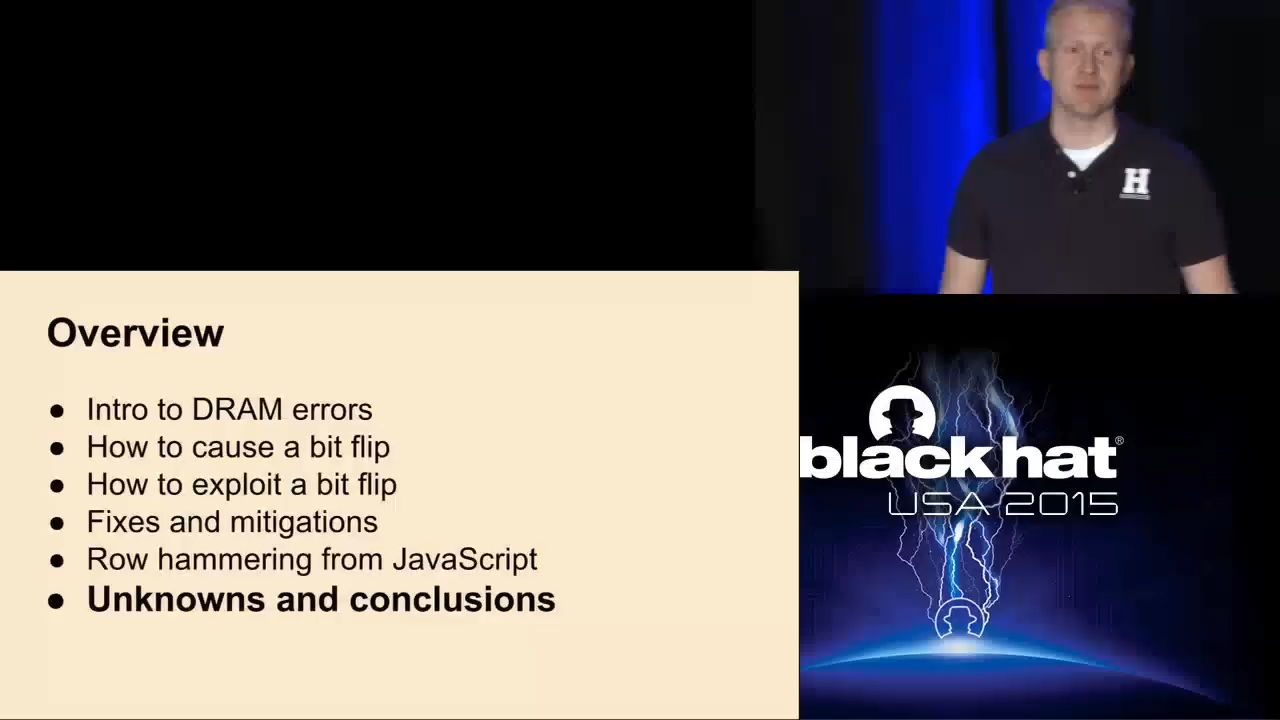 H
Overview
● Intro to DRAM errors
● How to cause a bit flip
● How to exploit a bit flip
● Fixes and mitigations
● Row hammering from JavaScript
● Unknowns and conclusions
black hat®
USA 2015